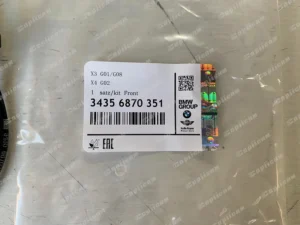 X3 G01/G08
X4 G02
1 satz/kit Front
3435 6870 351
BMW
GROUP
EAC